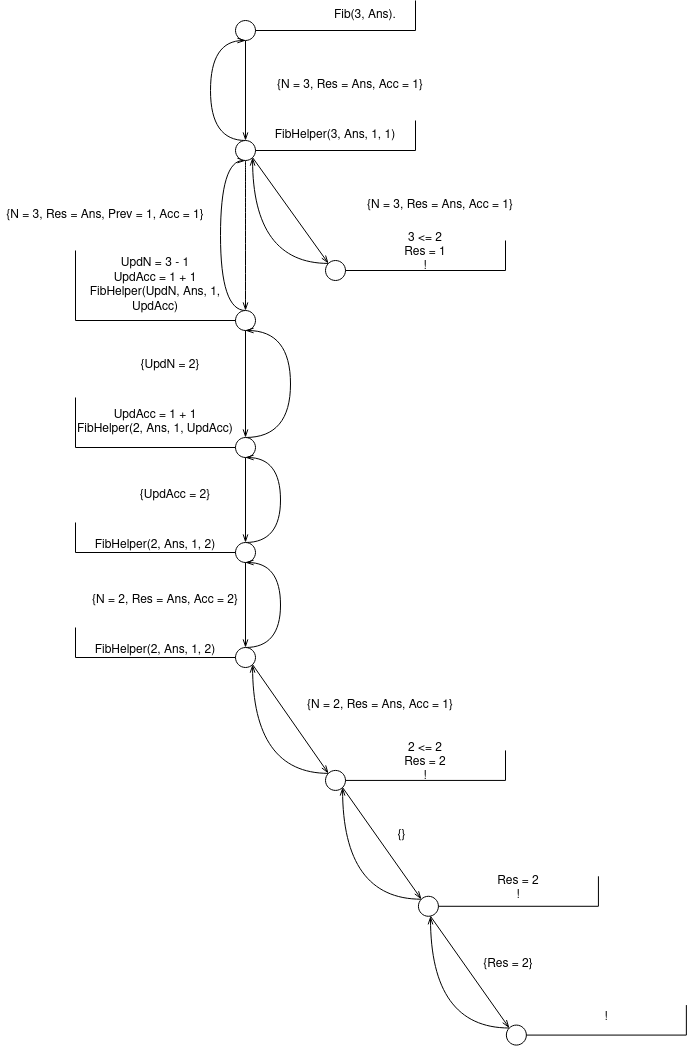 Fib(3, Ans).
{N = 3, Res = Ans, Acc = 1}
FibHelper(3, Ans, 1, 1)
{N = 3, Res = Ans, Acc = 1}
{N = 3, Res = Ans, Prev = 1, Acc = 1}
3 <= 2
Res = 1
!
UpdN = 3 - 1
UpdAcc = 1 + 1
FibHelper(UpdN, Ans, 1,
UpdAcc)
{UpdN = 2}
UpdAcc = 1 + 1
FibHelper(2, Ans, 1, UpdAcc)
{UpdAcc = 2}
FibHelper(2, Ans, 1, 2)
{N = 2, Res = Ans, Acc = 2}
FibHelper(2, Ans, 1, 2)
{N = 2, Res = Ans, Acc = 1}
2 <= 2
Res = 2
!
{}
Res = 2
!
{Res = 2}
!